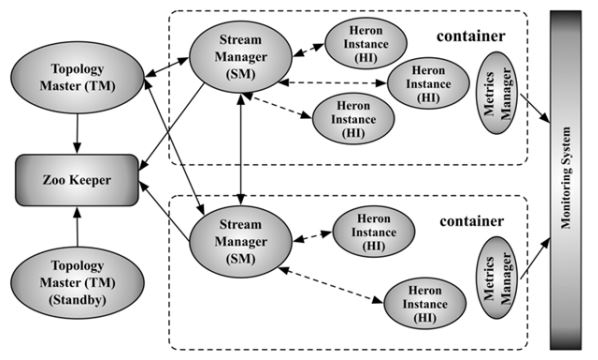 Topology
Master (TM)
Zoo Keeper
Topology
Master (TM)
(Standby)
Stream
Manager
(SM)
Heron
Instance
(HI)
Heron
Instance
(HI)
Heron
Instance
(HI)
container
Metrics
Manager
Stream
Manager
(SM)
Heron
Instance
(HI)
Heron
Instance
(HI)
container
Metrics
Manager
Monitoring System